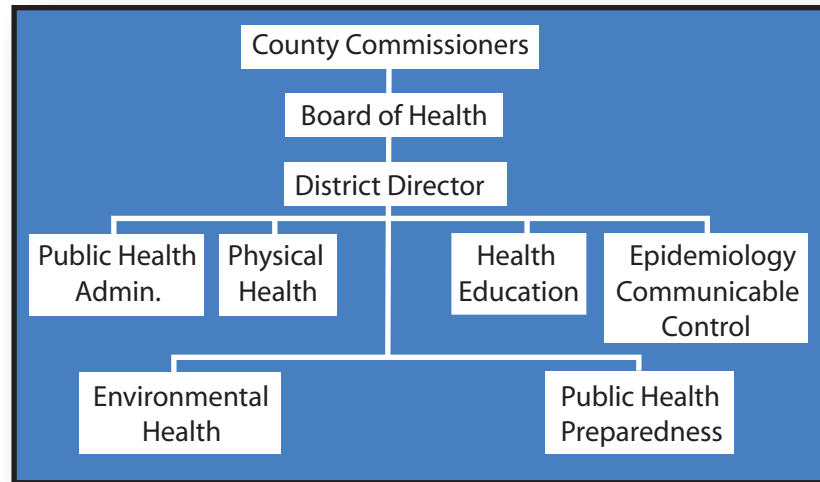 County Commissioners
Board of Health
District Director
Public Health
Admin.
Physical
Health
Health
Education
Epidemiology
Communicable
Control
Environmental
Health
Public Health
Preparedness